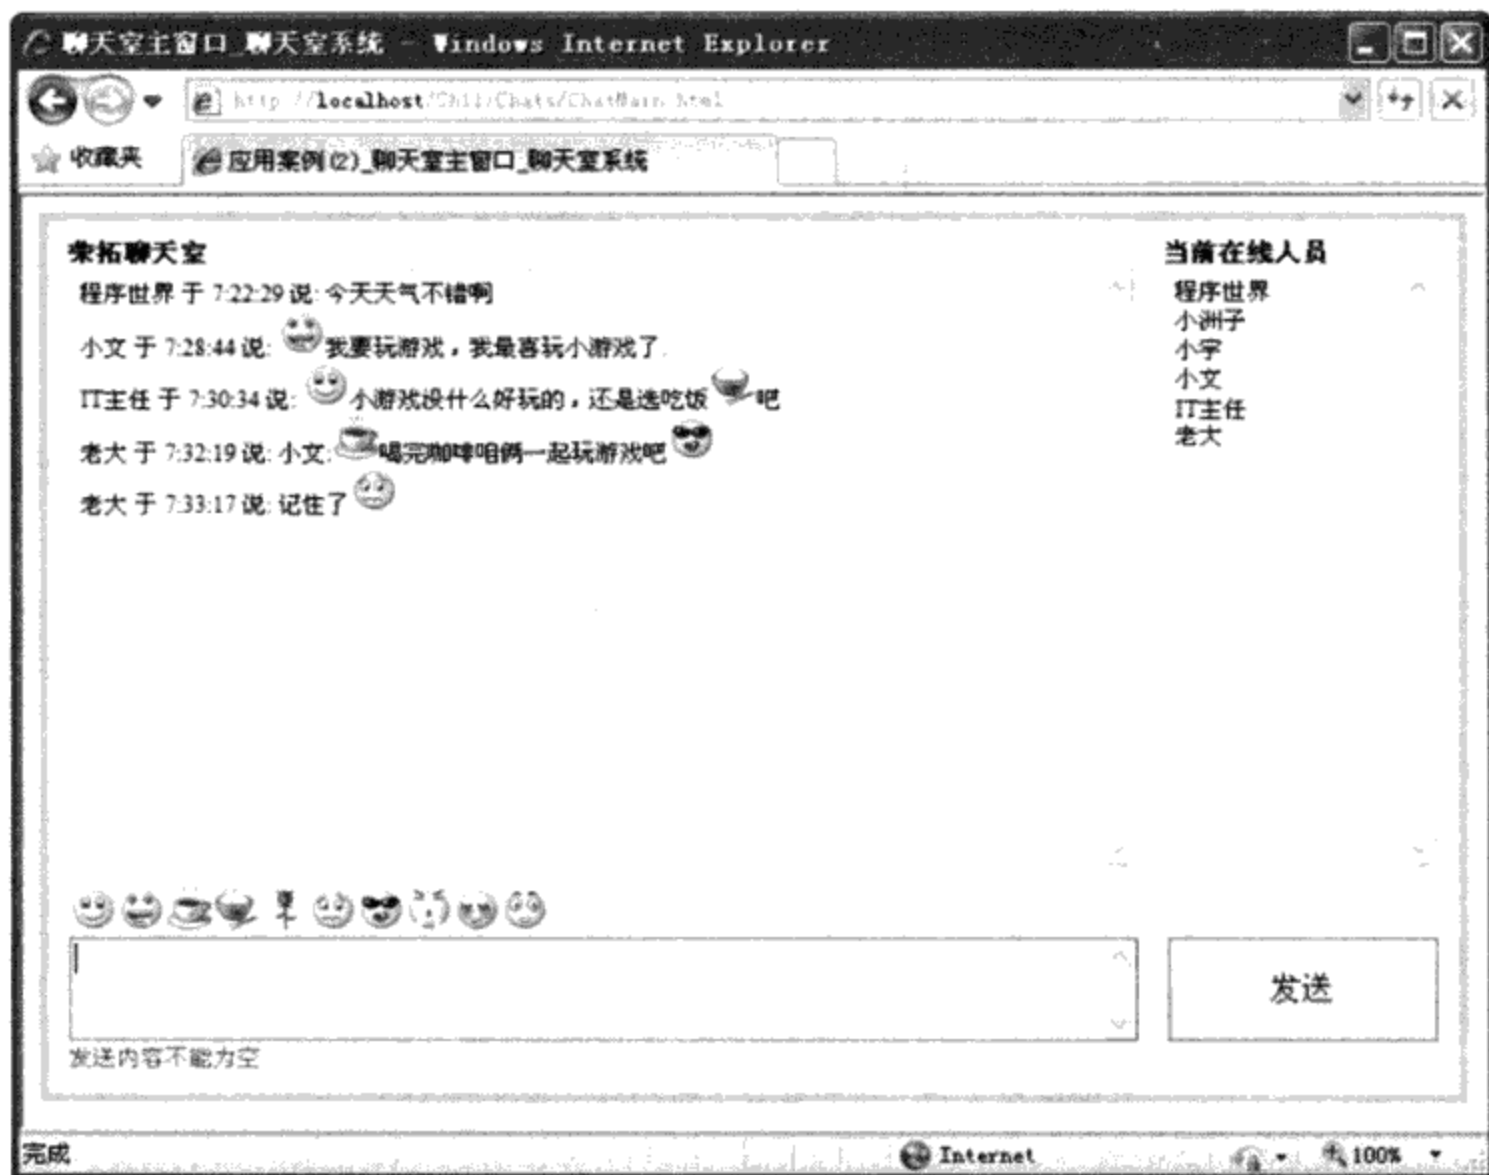 聊天室主窗口_聊天室系统 - Windows Internet Explorer
http://localhost/Ch11/Chats/ChatMain.html
收藏夹
应用案例(2)_聊天室主窗口_聊天室系统
荣拓聊天室
当前在线人员
程序世界 于 7:22:29 说: 今天天气不错啊
小文 于 7:28:44 说: 我要玩游戏，我最喜玩小游戏了.
IT主任 于 7:30:34 说: 小游戏没什么好玩的，还是选吃饭吧
老大 于 7:32:19 说: 小文: 喝完咖啡咱俩一起玩游戏吧
老大 于 7:33:17 说: 记住了
程序世界
小洲子
小宇
小文
IT主任
老大
发送
发送内容不能为空
完成
Internet
100%